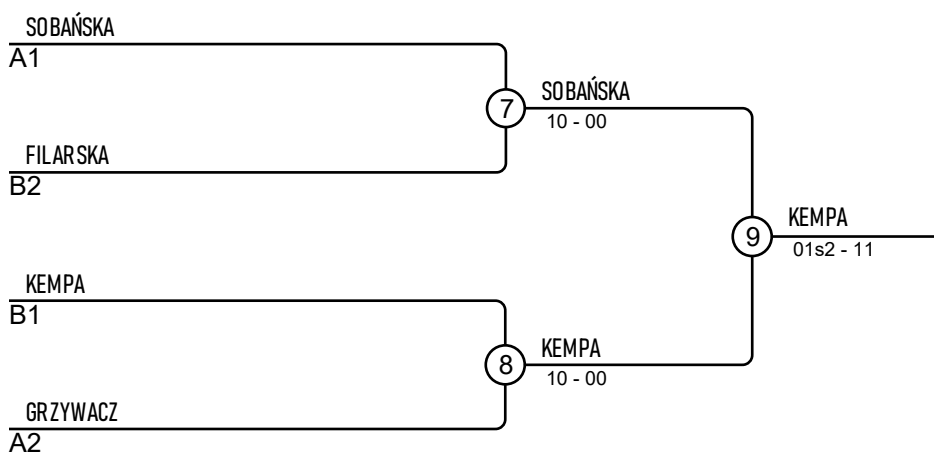 SOBAŃSKA
A1
7
SOBAŃSKA
10 - 00
FILARSKA
B2
9
KEMPA
01s2 - 11
KEMPA
B1
8
KEMPA
10 - 00
GRZYWACZ
A2